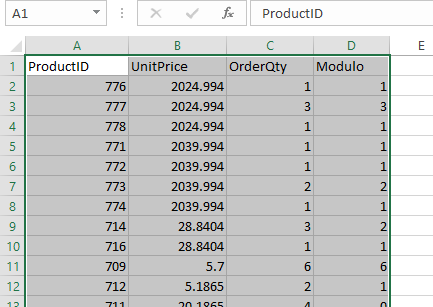 A1 fx ProductID
A B C D E
1 ProductID UnitPrice OrderQty Modulo
2 776 2024.994 1 1
3 777 2024.994 3 3
4 778 2024.994 1 1
5 771 2039.994 1 1
6 772 2039.994 1 1
7 773 2039.994 2 2
8 774 2039.994 1 1
9 714 28.8404 3 2
10 716 28.8404 1 1
11 709 5.7 6 6
12 712 5.1865 2 1
13 711 20.1865 4 0